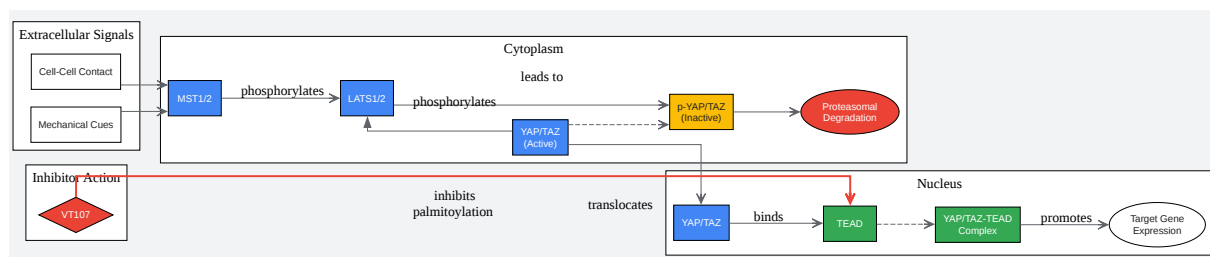 Extracellular Signals
Cell-Cell Contact
Mechanical Cues
Cytoplasm
leads to
MST1/2
phosphorylates
LATS1/2
phosphorylates
YAP/TAZ
(Active)
p-YAP/TAZ
(Inactive)
Proteasomal
Degradation
Inhibitor Action
VT107
inhibits
palmitoylation
translocates
Nucleus
YAP/TAZ
binds
TEAD
YAP/TAZ-TEAD
Complex
promotes
Target Gene
Expression